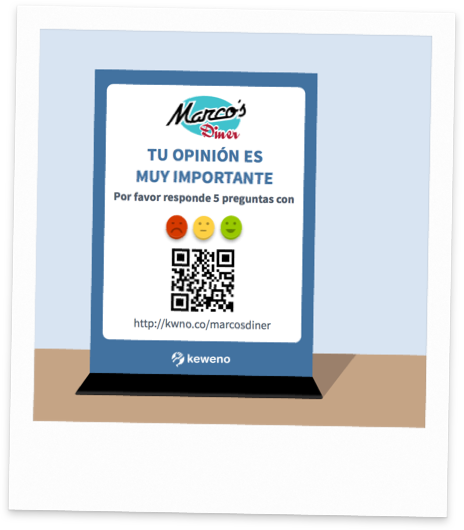 Marco's
Diner
TU OPINIÓN ES
MUY IMPORTANTE
Por favor responde 5 preguntas con
http://kwno.co/marcosdiner
keweno